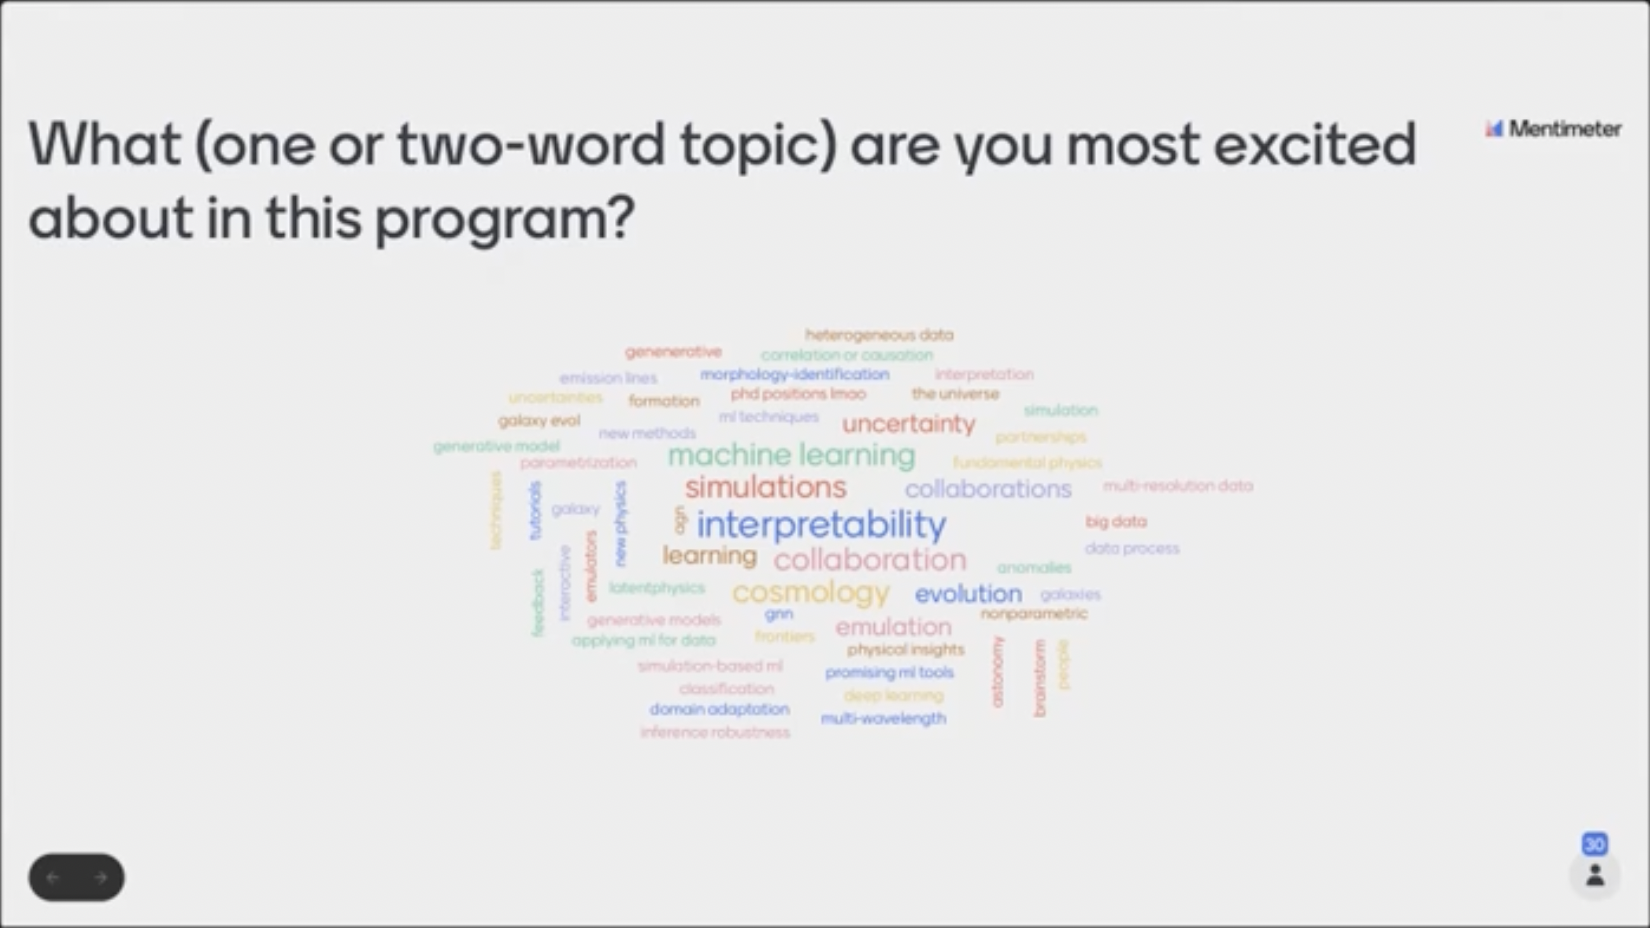 What (one or two-word topic) are you most excited
about in this program?
Mentimeter
heterogeneous data
genenerative
correlation or causation
emission lines
morphology-identification
interpretation
uncertainties
formation
phd positions lmao
the universe
galaxy evol
new methods
ml techniques
uncertainty
simulation
generative model
parametrization
machine learning
partnerships
fundamental physics
techniques
tutorials
galaxy
new physics
simulations
collaborations
multi-resolution data
agn
interpretability
big data
learning
collaboration
data process
feedback
interactive
emulators
latentphysics
cosmology
evolution
anomalies
galaxies
generative models
gnn
emulation
nonparametric
applying ml for data
frontiers
physical insights
simulation-based ml
promising ml tools
astonomy
brainstorm
people
classification
deep learning
domain adaptation
multi-wavelength
inference robustness
30